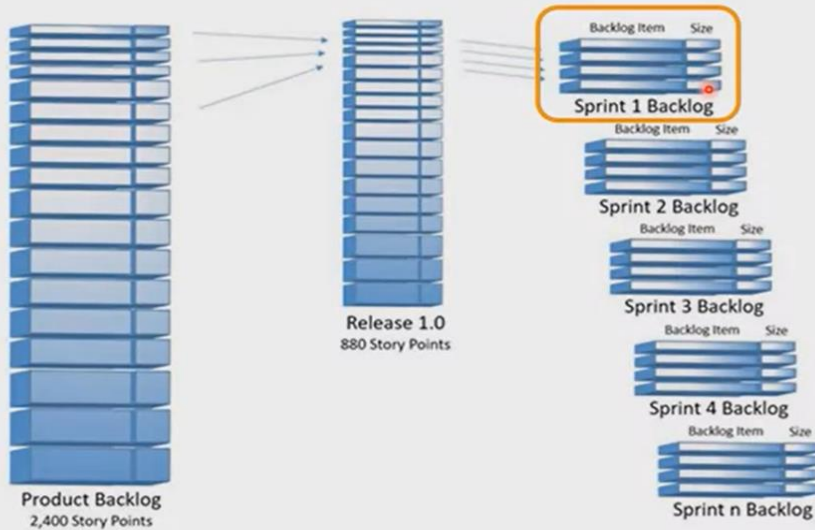 Backlog Item Size
Sprint 1 Backlog
Backlog Item Size
Sprint 2 Backlog
Backlog Item Size
Sprint 3 Backlog
Backlog Item Size
Sprint 4 Backlog
Backlog Item Size
Sprint n Backlog
Release 1.0
880 Story Points
Product Backlog
2,400 Story Points